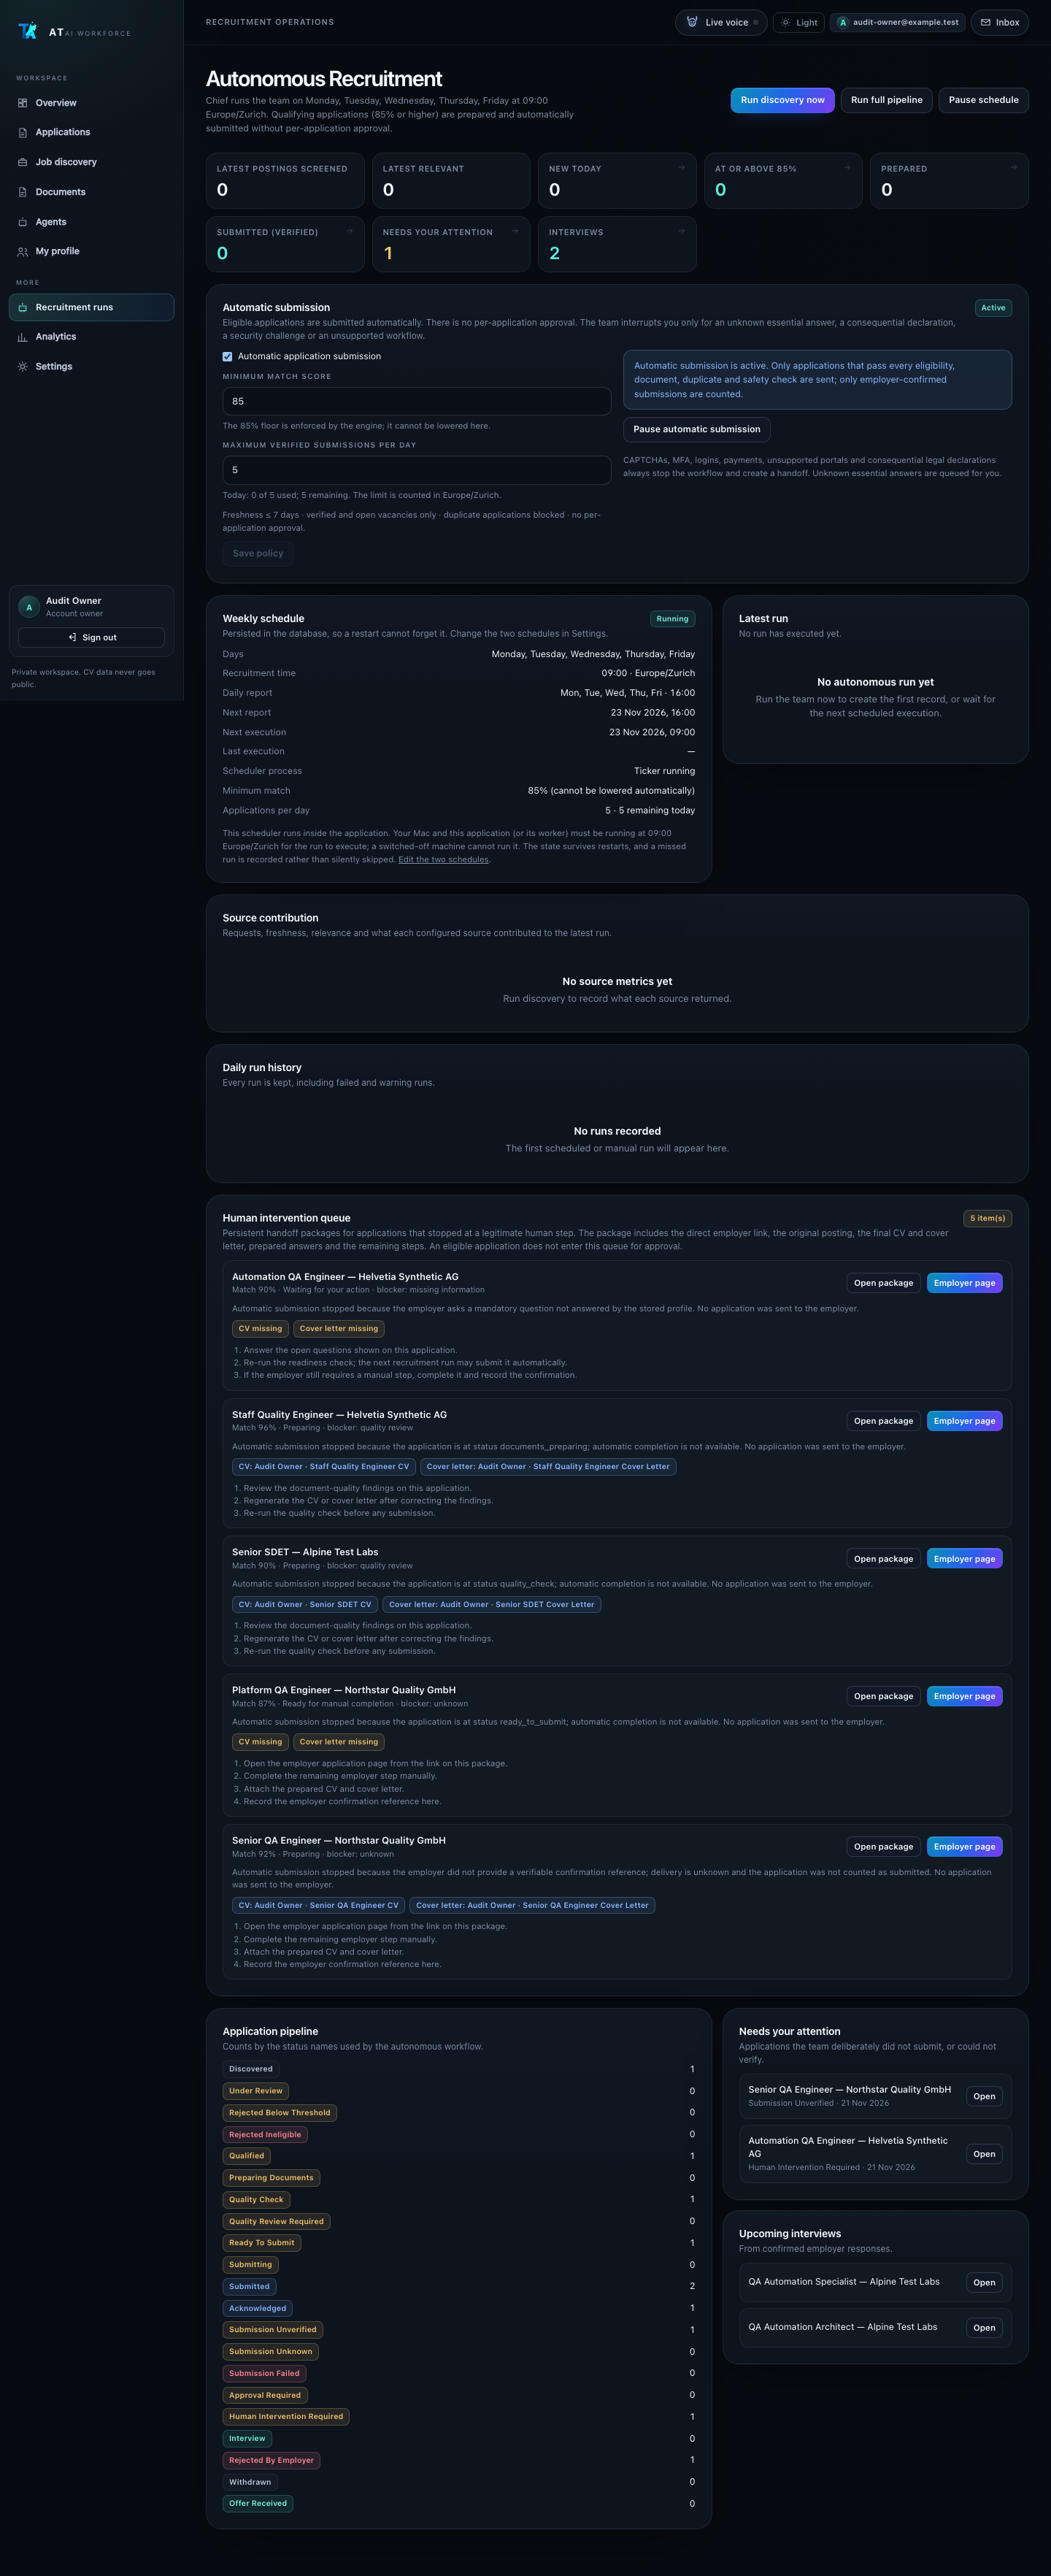 AT AI WORKFORCE
WORKSPACE
Overview
Applications
Job discovery
Documents
Agents
My profile
MORE
Recruitment runs
Analytics
Settings
A
Audit Owner
Account owner
Sign out
Private workspace. CV data never goes
public.
RECRUITMENT OPERATIONS
Live voice
Light
A audit-owner@example.test
Inbox
Autonomous Recruitment
Chief runs the team on Monday, Tuesday, Wednesday, Thursday, Friday at 09:00
Europe/Zurich. Qualifying applications (85% or higher) are prepared and automatically
submitted without per-application approval.
Run discovery now
Run full pipeline
Pause schedule
LATEST POSTINGS SCREENED
0
LATEST RELEVANT
0
NEW TODAY →
0
AT OR ABOVE 85% →
0
PREPARED →
0
SUBMITTED (VERIFIED) →
0
NEEDS YOUR ATTENTION →
1
INTERVIEWS →
2
Automatic submission
Active
Eligible applications are submitted automatically. There is no per-application approval. The team interrupts you only for an unknown essential answer, a consequential declaration,
a security challenge or an unsupported workflow.
Automatic application submission
MINIMUM MATCH SCORE
85
The 85% floor is enforced by the engine; it cannot be lowered here.
MAXIMUM VERIFIED SUBMISSIONS PER DAY
5
Today: 0 of 5 used; 5 remaining. The limit is counted in Europe/Zurich.
Freshness ≤ 7 days · verified and open vacancies only · duplicate applications blocked · no per-
application approval.
Save policy
Automatic submission is active. Only applications that pass every eligibility,
document, duplicate and safety check are sent; only employer-confirmed
submissions are counted.
Pause automatic submission
CAPTCHAs, MFA, logins, payments, unsupported portals and consequential legal declarations
always stop the workflow and create a handoff. Unknown essential answers are queued for you.
Weekly schedule
Running
Persisted in the database, so a restart cannot forget it. Change the two schedules in Settings.
Days Monday, Tuesday, Wednesday, Thursday, Friday
Recruitment time 09:00 · Europe/Zurich
Daily report Mon, Tue, Wed, Thu, Fri · 16:00
Next report 23 Nov 2026, 16:00
Next execution 23 Nov 2026, 09:00
Last execution —
Scheduler process Ticker running
Minimum match 85% (cannot be lowered automatically)
Applications per day 5 · 5 remaining today
This scheduler runs inside the application. Your Mac and this application (or its worker) must be running at 09:00
Europe/Zurich for the run to execute; a switched-off machine cannot run it. The state survives restarts, and a missed
run is recorded rather than silently skipped. Edit the two schedules.
Latest run
No run has executed yet.
No autonomous run yet
Run the team now to create the first record, or wait for
the next scheduled execution.
Source contribution
Requests, freshness, relevance and what each configured source contributed to the latest run.
No source metrics yet
Run discovery to record what each source returned.
Daily run history
Every run is kept, including failed and warning runs.
No runs recorded
The first scheduled or manual run will appear here.
Human intervention queue
5 item(s)
Persistent handoff packages for applications that stopped at a legitimate human step. The package includes the direct employer link, the original posting, the final CV and cover
letter, prepared answers and the remaining steps. An eligible application does not enter this queue for approval.
Automation QA Engineer — Helvetia Synthetic AG
Open package
Employer page
Match 90% · Waiting for your action · blocker: missing information
Automatic submission stopped because the employer asks a mandatory question not answered by the stored profile. No application was sent to the employer.
CV missing
Cover letter missing
1. Answer the open questions shown on this application.
2. Re-run the readiness check; the next recruitment run may submit it automatically.
3. If the employer still requires a manual step, complete it and record the confirmation.
Staff Quality Engineer — Helvetia Synthetic AG
Open package
Employer page
Match 96% · Preparing · blocker: quality review
Automatic submission stopped because the application is at status documents_preparing; automatic completion is not available. No application was sent to the employer.
CV: Audit Owner · Staff Quality Engineer CV
Cover letter: Audit Owner · Staff Quality Engineer Cover Letter
1. Review the document-quality findings on this application.
2. Regenerate the CV or cover letter after correcting the findings.
3. Re-run the quality check before any submission.
Senior SDET — Alpine Test Labs
Open package
Employer page
Match 90% · Preparing · blocker: quality review
Automatic submission stopped because the application is at status quality_check; automatic completion is not available. No application was sent to the employer.
CV: Audit Owner · Senior SDET CV
Cover letter: Audit Owner · Senior SDET Cover Letter
1. Review the document-quality findings on this application.
2. Regenerate the CV or cover letter after correcting the findings.
3. Re-run the quality check before any submission.
Platform QA Engineer — Northstar Quality GmbH
Open package
Employer page
Match 87% · Ready for manual completion · blocker: unknown
Automatic submission stopped because the application is at status ready_to_submit; automatic completion is not available. No application was sent to the employer.
CV missing
Cover letter missing
1. Open the employer application page from the link on this package.
2. Complete the remaining employer step manually.
3. Attach the prepared CV and cover letter.
4. Record the employer confirmation reference here.
Senior QA Engineer — Northstar Quality GmbH
Open package
Employer page
Match 92% · Preparing · blocker: unknown
Automatic submission stopped because the employer did not provide a verifiable confirmation reference; delivery is unknown and the application was not counted as submitted. No application
was sent to the employer.
CV: Audit Owner · Senior QA Engineer CV
Cover letter: Audit Owner · Senior QA Engineer Cover Letter
1. Open the employer application page from the link on this package.
2. Complete the remaining employer step manually.
3. Attach the prepared CV and cover letter.
4. Record the employer confirmation reference here.
Application pipeline
Counts by the status names used by the autonomous workflow.
Discovered 1
Under Review 0
Rejected Below Threshold 0
Rejected Ineligible 0
Qualified 1
Preparing Documents 0
Quality Check 1
Quality Review Required 0
Ready To Submit 1
Submitting 0
Submitted 2
Acknowledged 1
Submission Unverified 1
Submission Unknown 0
Submission Failed 0
Approval Required 0
Human Intervention Required 1
Interview 0
Rejected By Employer 1
Withdrawn 0
Offer Received 0
Needs your attention
Applications the team deliberately did not submit, or could not
verify.
Senior QA Engineer — Northstar Quality GmbH
Submission Unverified · 21 Nov 2026
Open
Automation QA Engineer — Helvetia Synthetic
AG
Human Intervention Required · 21 Nov 2026
Open
Upcoming interviews
From confirmed employer responses.
QA Automation Specialist — Alpine Test Labs
Open
QA Automation Architect — Alpine Test Labs
Open